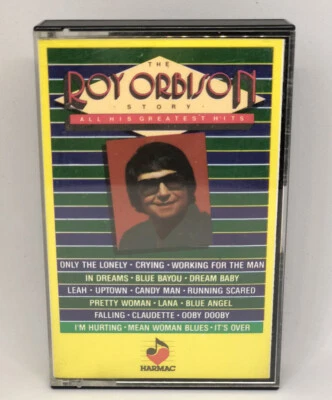 THE
ROY ORBISON
STORY
ALL HIS GREATEST HITS
ONLY THE LONELY · CRYING · WORKING FOR THE MAN
IN DREAMS · BLUE BAYOU · DREAM BABY
LEAH · UPTOWN · CANDY MAN · RUNNING SCARED
PRETTY WOMAN · LANA · BLUE ANGEL
FALLING · CLAUDETTE · OOBY DOOBY
I'M HURTING · MEAN WOMAN BLUES · IT'S OVER
HARMAC